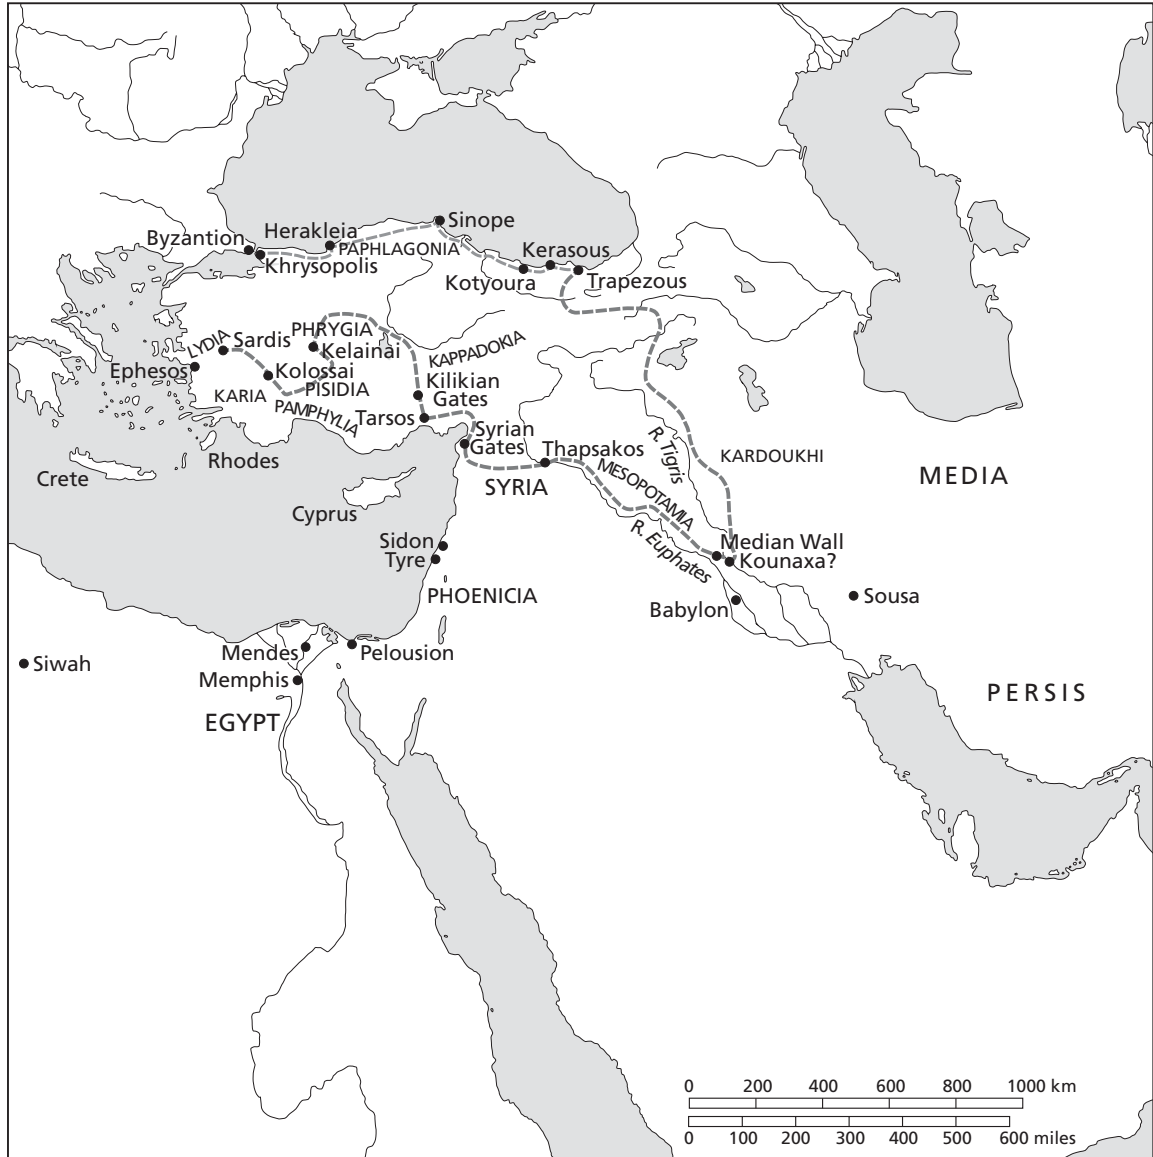 Sinope
Herakleia
Byzantion
PAPHLAGONIA
Kerasous
Khrysopolis
Kotyoura
Trapezous
PHRYGIA
LYDIA
Sardis
Kelainai
KAPPADOKIA
Ephesos
Kolossai
PISIDIA
Kilikian
Gates
KARIA
PAMPHYLIA
Tarsos
Syrian
Gates
Thapsakos
R. Tigris
KARDOUKHI
Rhodes
Crete
MEDIA
SYRIA
MESOPOTAMIA
Cyprus
R. Euphates
Sidon
Tyre
Median Wall
Kounaxa?
PHOENICIA
Babylon
Sousa
Mendes
Pelousion
Siwah
Memphis
PERSIS
EGYPT
0 200 400 600 800 1000 km
0 100 200 300 400 500 600 miles